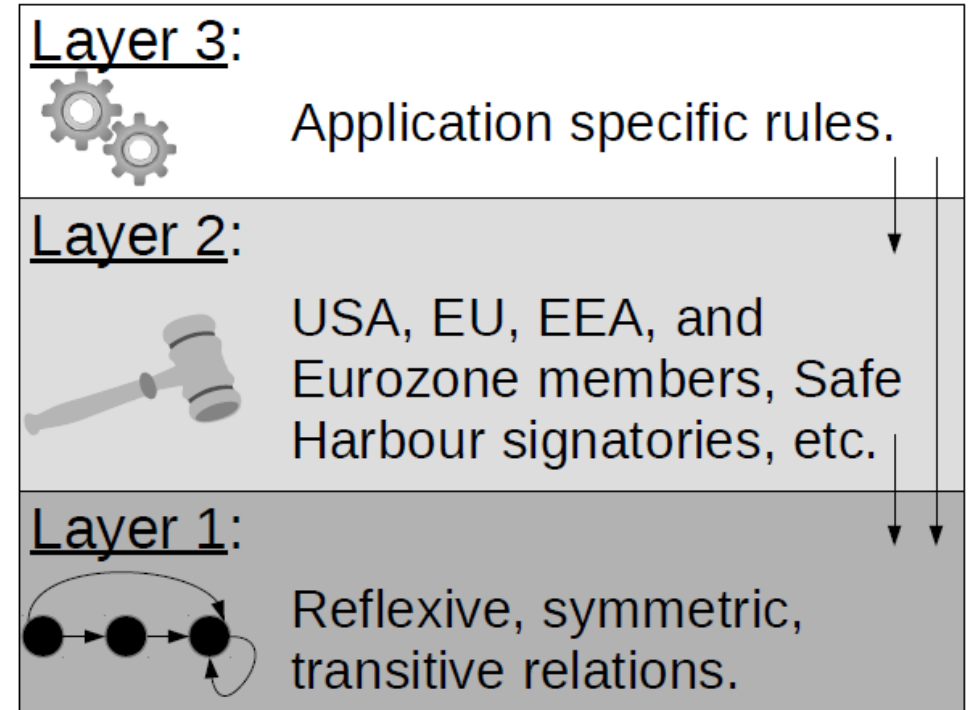 Layer 3:
Application specific rules.
Layer 2:
USA, EU, EEA, and
Eurozone members, Safe
Harbour signatories, etc.
Layer 1:
Reflexive, symmetric,
transitive relations.